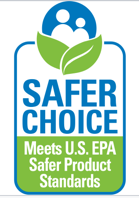 SAFER
CHOICE
Meets U.S. EPA
Safer Product
Standards